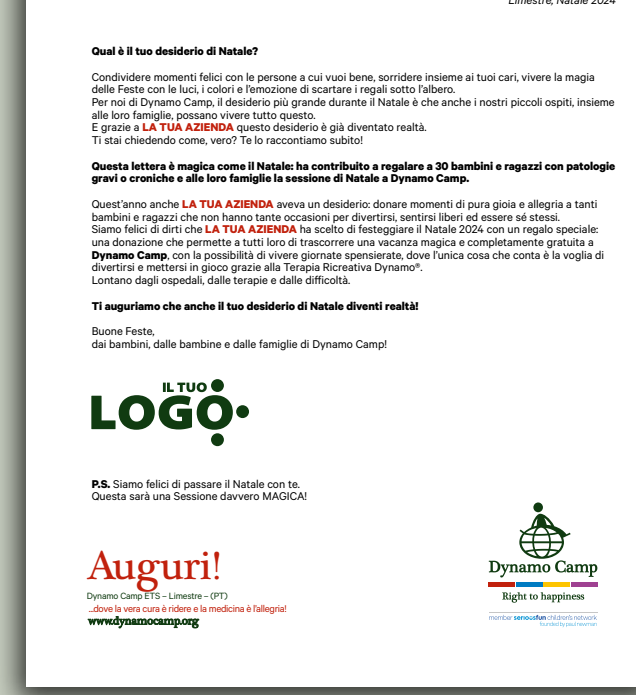 Limestre, Natale 2024
Qual è il tuo desiderio di Natale?
Condividere momenti felici con le persone a cui vuoi bene, sorridere insieme ai tuoi cari, vivere la magia
delle Feste con le luci, i colori e l’emozione di scartare i regali sotto l’albero.
Per noi di Dynamo Camp, il desiderio più grande durante il Natale è che anche i nostri piccoli ospiti, insieme
alle loro famiglie, possano vivere tutto questo.
E grazie a LA TUA AZIENDA questo desiderio è già diventato realtà.
Ti stai chiedendo come, vero? Te lo raccontiamo subito!
Questa lettera è magica come il Natale: ha contribuito a regalare a 30 bambini e ragazzi con patologie
gravi o croniche e alle loro famiglie la sessione di Natale a Dynamo Camp.
Quest’anno anche LA TUA AZIENDA aveva un desiderio: donare momenti di pura gioia e allegria a tanti
bambini e ragazzi che non hanno tante occasioni per divertirsi, sentirsi liberi ed essere sé stessi.
Siamo felici di dirti che LA TUA AZIENDA ha scelto di festeggiare il Natale 2024 con un regalo speciale:
una donazione che permette a tutti loro di trascorrere una vacanza magica e completamente gratuita a
Dynamo Camp, con la possibilità di vivere giornate spensierate, dove l’unica cosa che conta è la voglia di
divertirsi e mettersi in gioco grazie alla Terapia Ricreativa Dynamo®.
Lontano dagli ospedali, dalle terapie e dalle difficoltà.
Ti auguriamo che anche il tuo desiderio di Natale diventi realtà!
Buone Feste,
dai bambini, dalle bambine e dalle famiglie di Dynamo Camp!
IL TUO
LOGO
P.S. Siamo felici di passare il Natale con te.
Questa sarà una Sessione davvero MAGICA!
Auguri!
Dynamo Camp ETS – Limestre – (PT)
...dove la vera cura è ridere e la medicina è l’allegria!
www.dynamocamp.org
Dynamo Camp
Right to happiness
member seriousfun children’s network
founded by paul newman